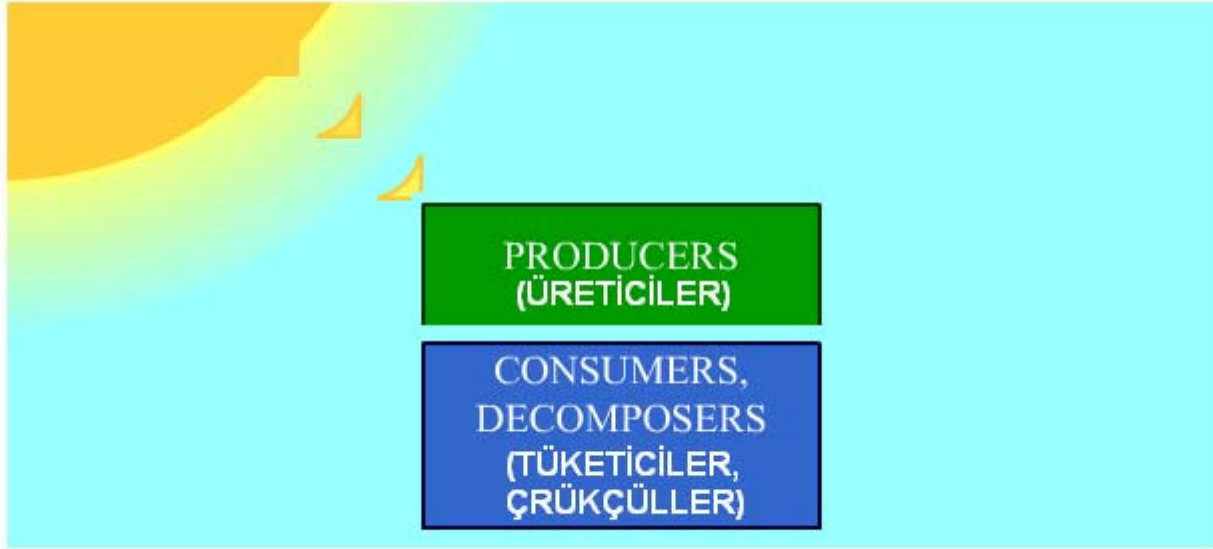 PRODUCERS
(ÜRETİCİLER)
CONSUMERS,
DECOMPOSERS
(TÜKETİCİLER,
ÇRÜKÇÜLLER)